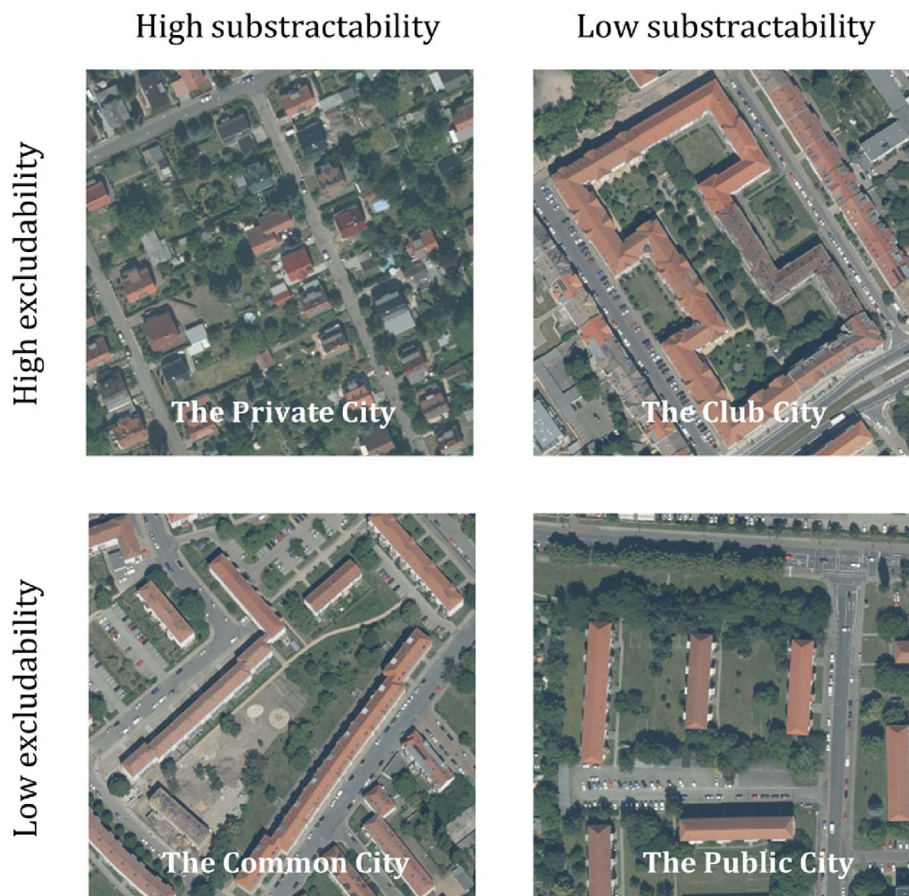 High substractability
Low substractability
High excludability
The Private City
The Club City
Low excludability
The Common City
The Public City